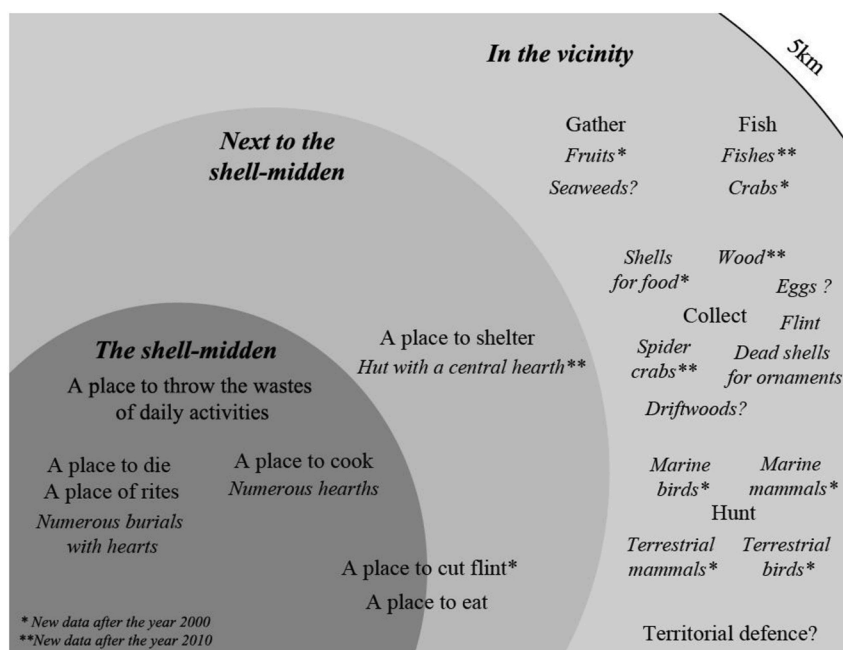 In the vicinity
5km
Next to the
shell-midden
Gather
Fruits*
Seaweeds?
Fish
Fishes**
Crabs*
Shells
for food*
Wood**
Eggs ?
Collect
Flint
Spider
crabs**
Dead shells
for ornaments
Driftwoods?
A place to shelter
Hut with a central hearth**
The shell-midden
A place to throw the wastes
of daily activities
A place to die
A place of rites
Numerous burials
with hearts
A place to cook
Numerous hearths
Marine
birds*
Marine
mammals*
Hunt
Terrestrial
mammals*
Terrestrial
birds*
A place to cut flint*
A place to eat
Territorial defence?
* New data after the year 2000
**New data after the year 2010